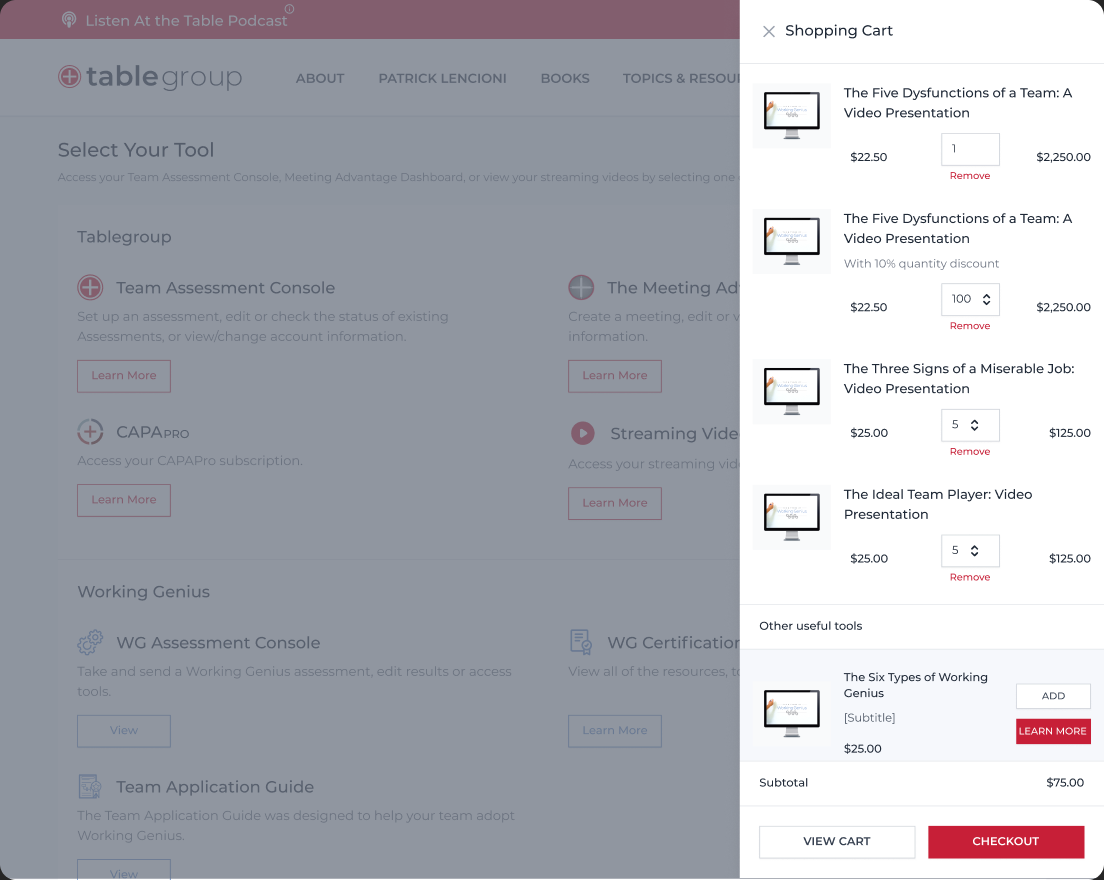 Listen At the Table Podcast
tablegroup
ABOUT
PATRICK LENCIONI
BOOKS
TOPICS & RESOU
Select Your Tool
Access your Team Assessment Console, Meeting Advantage Dashboard, or view your streaming videos by selecting one
Tablegroup
Team Assessment Console
Set up an assessment, edit or check the status of existing
Assessments, or view/change account information.
Learn More
The Meeting Ad
Create a meeting, edit or v
information.
Learn More
CAPAPRO
Access your CAPAPro subscription.
Learn More
Streaming Vide
Access your streaming vid
Learn More
Working Genius
WG Assessment Console
Take and send a Working Genius assessment, edit results or access
tools.
View
WG Certification
View all of the resources, to
Learn More
Team Application Guide
The Team Application Guide was designed to help your team adopt
Working Genius.
View
Shopping Cart
The Five Dysfunctions of a Team: A
Video Presentation
$22.50
1
$2,250.00
Remove
The Five Dysfunctions of a Team: A
Video Presentation
With 10% quantity discount
$22.50
100
$2,250.00
Remove
The Three Signs of a Miserable Job:
Video Presentation
$25.00
5
$125.00
Remove
The Ideal Team Player: Video
Presentation
$25.00
5
$125.00
Remove
Other useful tools
The Six Types of Working
Genius
[Subtitle]
$25.00
ADD
LEARN MORE
Subtotal
$75.00
VIEW CART
CHECKOUT